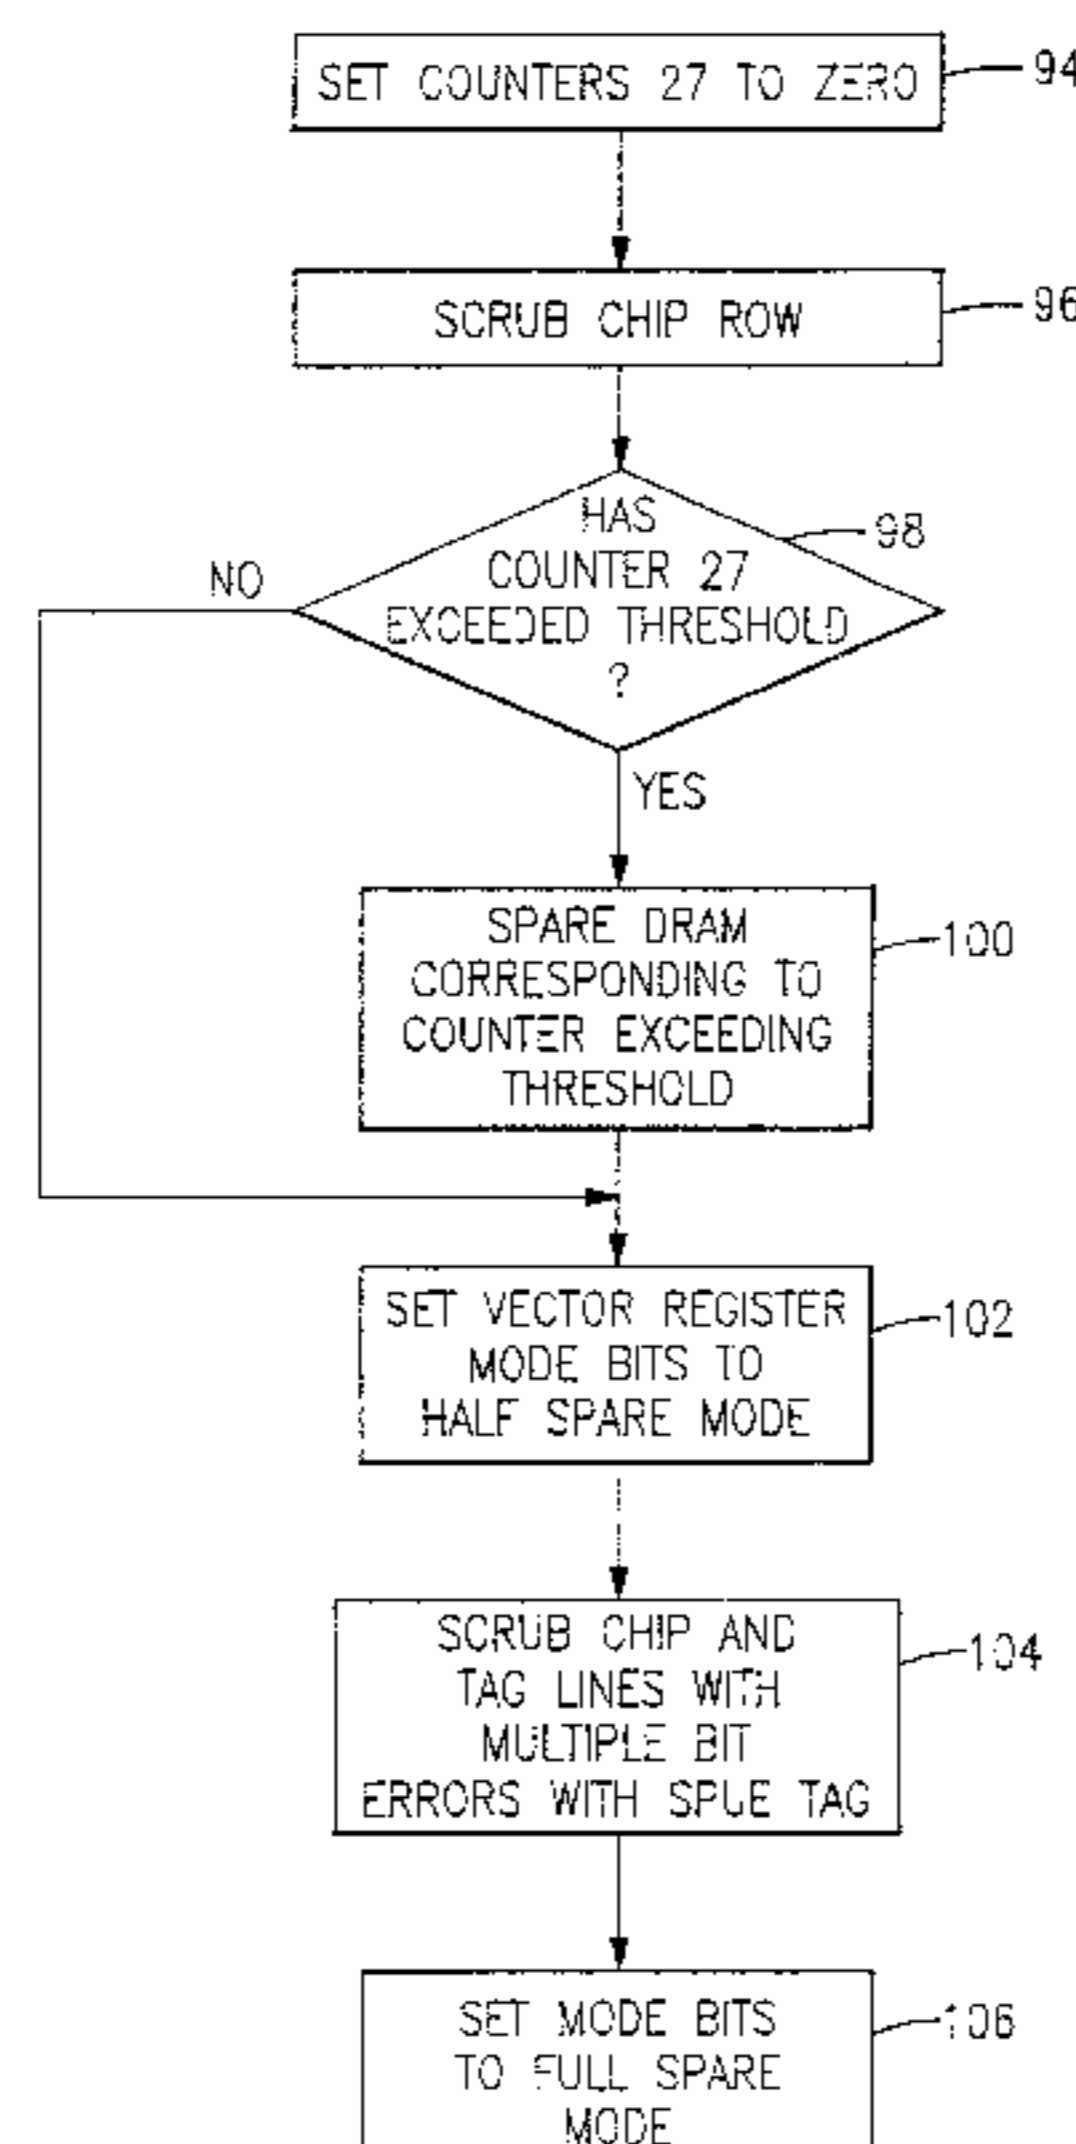 SET COUNTERS 27 TO ZERO
94
SCRUB CHIP ROW
96
HAS
COUNTER 27
EXCEEDED THRESHOLD
?
98
NO
YES
SPARE DRAM
CORRESPONDING TO
COUNTER EXCEEDING
THRESHOLD
100
SET VECTOR REGISTER
MODE BITS TO
HALF SPARE MODE
102
SCRUB CHIP AND
TAG LINES WITH
MULTIPLE BIT
ERRORS WITH SPUE TAG
104
SET MODE BITS
TO FULL SPARE
MODE
106